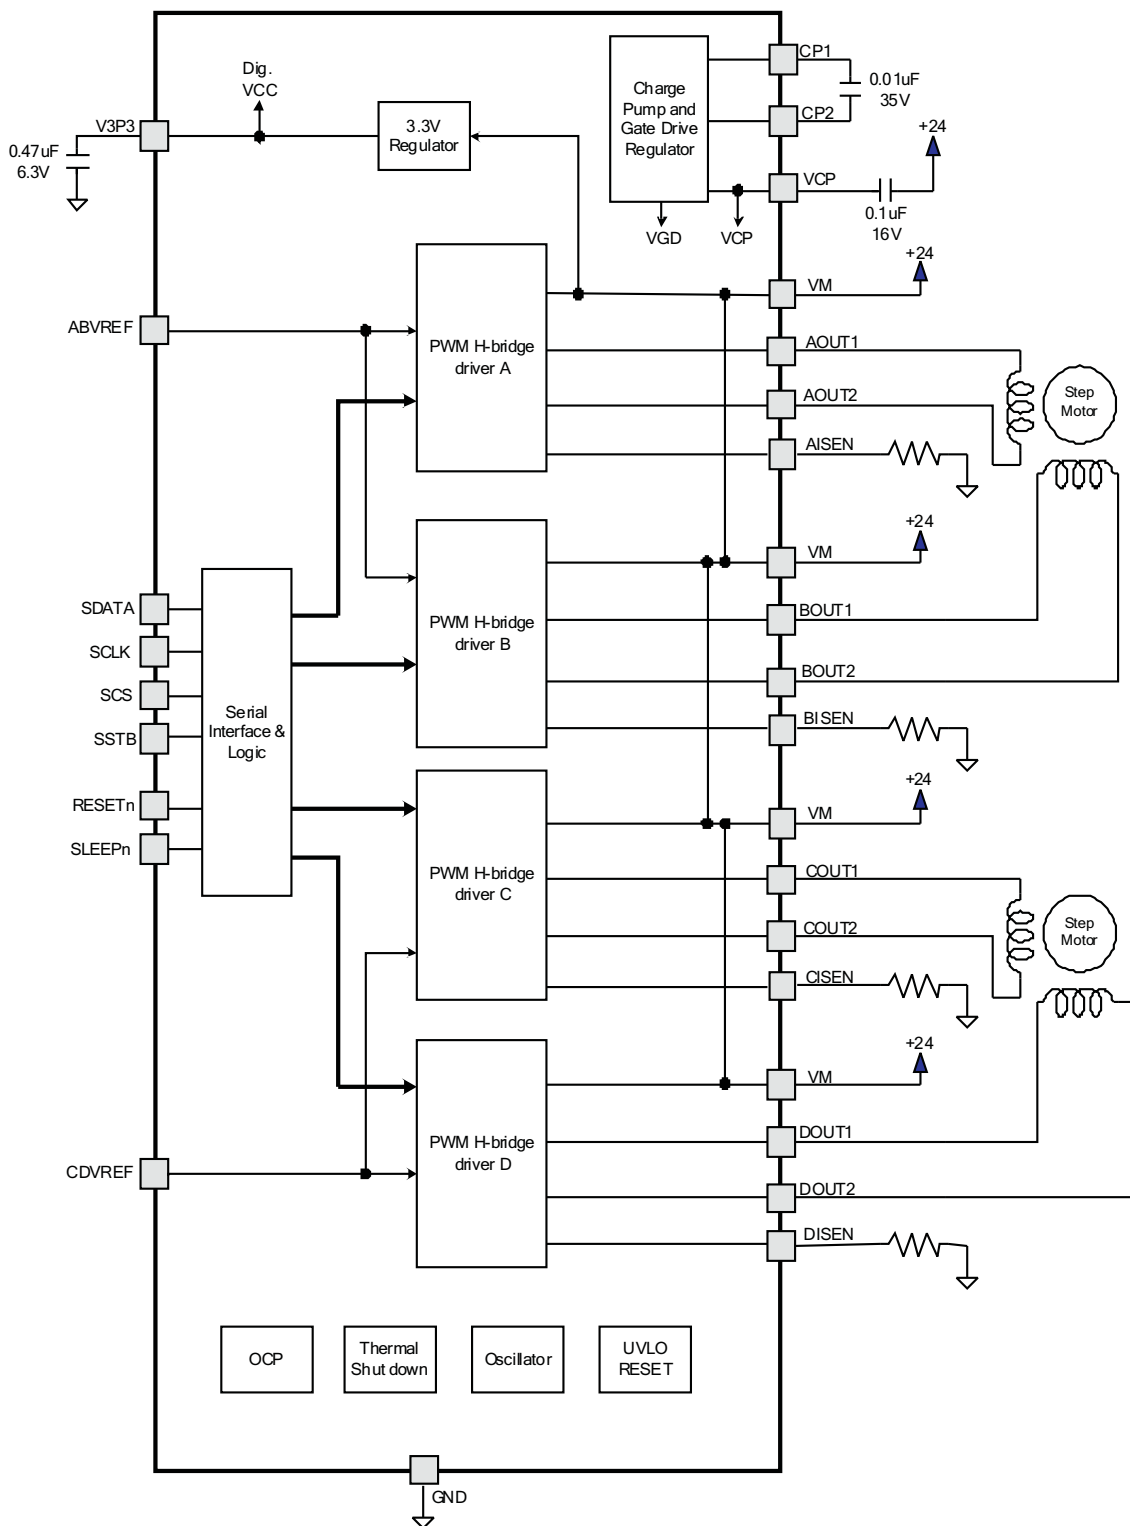 CP1
0.01uF
35V
Dig.
VCC
Charge
Pump and
Gate Drive
Regulator
V3P3
3.3V
Regulator
CP2
+24
0.47uF
6.3V
VCP
0.1uF
16V
VGD
VCP
+24
VM
ABVREF
PWM H-bridge
driver A
AOUT1
AOUT2
Step
Motor
AISEN
+24
VM
SDATA
BOUT1
PWM H-bridge
driver B
SCLK
BOUT2
SCS
Serial
Interface &
Logic
SSTB
BISEN
+24
RESETn
VM
SLEEPn
PWM H-bridge
driver C
COUT1
COUT2
Step
Motor
CISEN
+24
VM
PWM H-bridge
driver D
DOUT1
CDVREF
DOUT2
DISEN
OCP
Thermal
Shut down
Oscillator
UVLO
RESET
GND